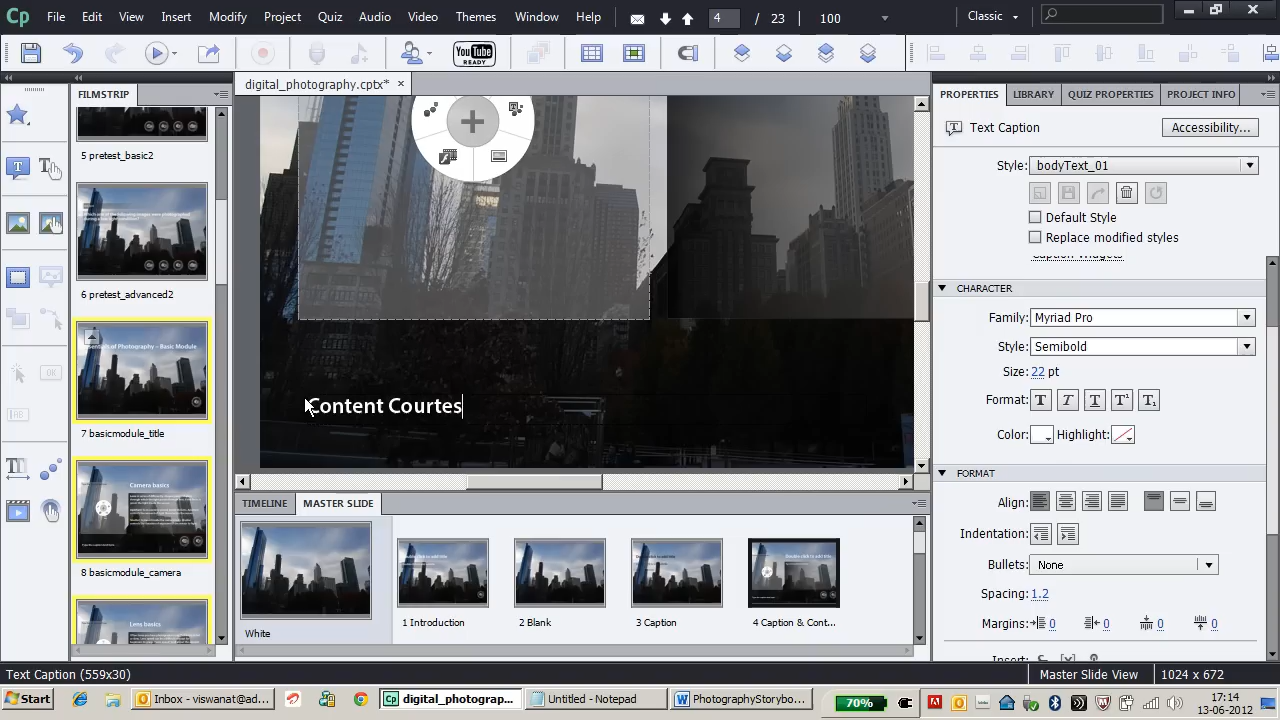 Cp
File
Edit
View
Insert
Modify
Project
Quiz
Audio
Video
Themes
Window
Help
4
/ 23
100
Classic
You Tube
READY
FILMSTRIP
digital_photography.cptx* ×
PROPERTIES
LIBRARY
QUIZ PROPERTIES
PROJECT INFO
Text Caption
Accessibility...
Style: bodyText_01
Default Style
Replace modified styles
CHARACTER
Family: Myriad Pro
Style: Semibold
Size: 22 pt
Format: T T T T¹ T₁
Color:
Highlight:
FORMAT
Align:
Indentation:
Bullets: None
Spacing: 1.2
Margins: 0 0 0 0
5 pretest_basic2
6 pretest_advanced2
7 basicmodule_title
Camera basics
8 basicmodule_camera
Lens basics
Content Courtes
TIMELINE
MASTER SLIDE
White
1 Introduction
2 Blank
3 Caption
4 Caption & Cont...
Text Caption (559x30)
Master Slide View
1024 x 672
Start
Inbox - viswanat@ad...
digital_photograp...
Untitled - Notepad
PhotographyStorybo...
70%
17:14
13-06-2012